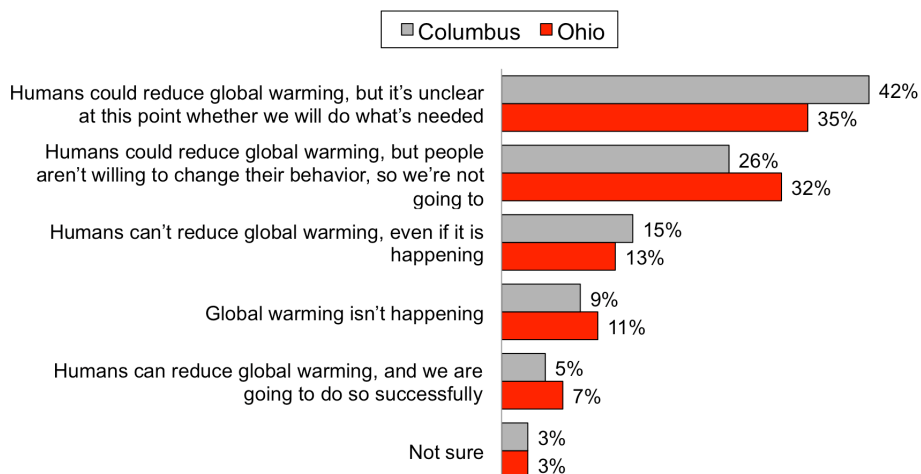 Columbus Ohio
Humans could reduce global warming, but it's unclear
at this point whether we will do what's needed
42%
35%
Humans could reduce global warming, but people
aren't willing to change their behavior, so we're not
going to
26%
32%
Humans can't reduce global warming, even if it is
happening
15%
13%
Global warming isn't happening
9%
11%
Humans can reduce global warming, and we are
going to do so successfully
5%
7%
Not sure
3%
3%